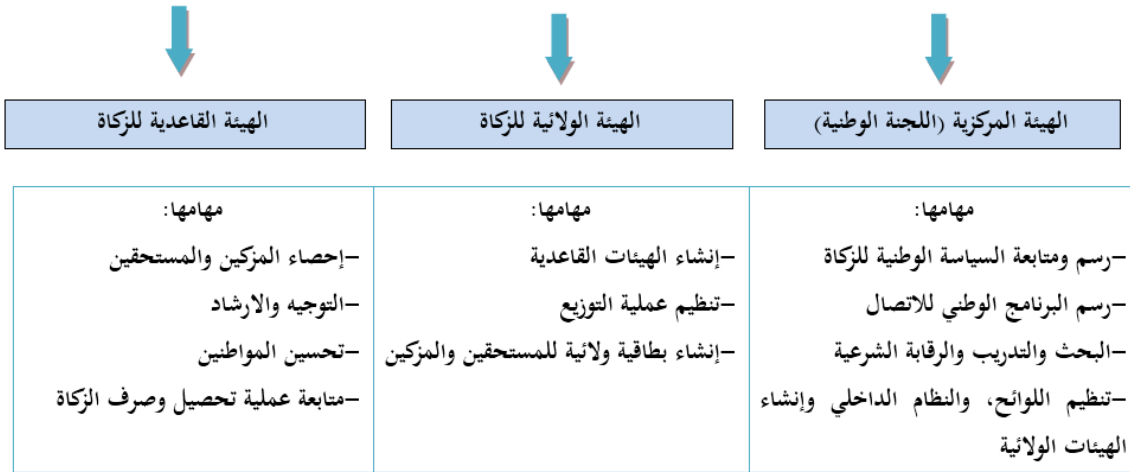 الهيئة المركزية (اللجنة الوطنية)
الهيئة الولائية للزكاة
الهيئة القاعدية للزكاة
مهامها:
–رسم ومتابعة السياسة الوطنية للزكاة
–رسم البرنامج الوطني للاتصال
–البحث والتدريب والرقابة الشرعية
–تنظيم اللوائح، والنظام الداخلي وإنشاء
الهيئات الولائية
مهامها:
–إنشاء الهيئات القاعدية
–تنظيم عملية التوزيع
–إنشاء بطاقية ولائية للمستحقين والمزكين
مهامها:
–إحصاء المزكين والمستحقين
–التوجيه والارشاد
–تحسين المواطنين
–متابعة عملية تحصيل وصرف الزكاة